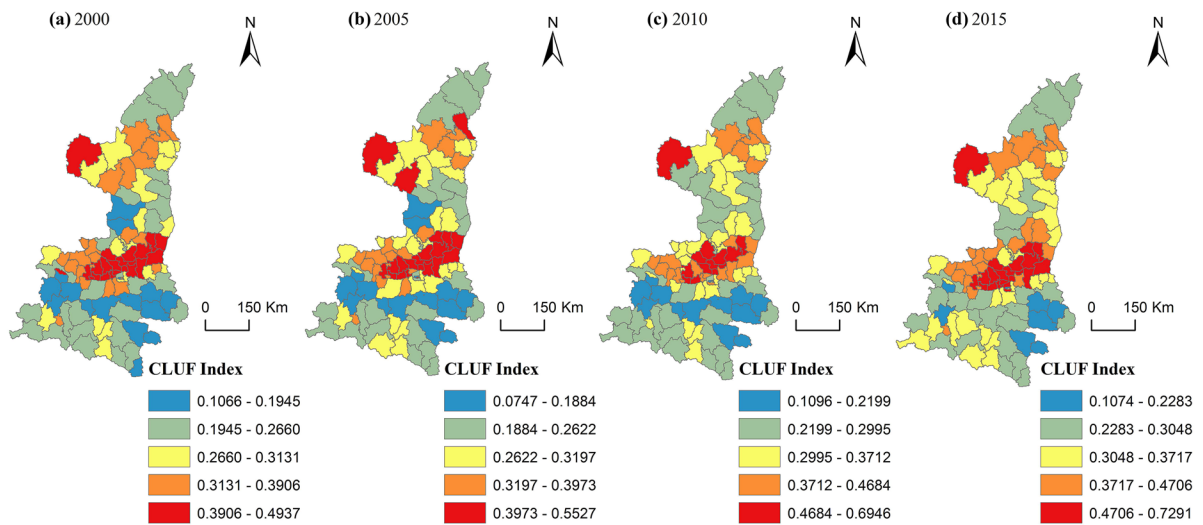 (a) 2000
N
0 150 Km
CLUF Index
0.1066 - 0.1945
0.1945 - 0.2660
0.2660 - 0.3131
0.3131 - 0.3906
0.3906 - 0.4937
(b) 2005
N
0 150 Km
CLUF Index
0.0747 - 0.1884
0.1884 - 0.2622
0.2622 - 0.3197
0.3197 - 0.3973
0.3973 - 0.5527
(c) 2010
N
0 150 Km
CLUF Index
0.1096 - 0.2199
0.2199 - 0.2995
0.2995 - 0.3712
0.3712 - 0.4684
0.4684 - 0.6946
(d) 2015
N
0 150 Km
CLUF Index
0.1074 - 0.2283
0.2283 - 0.3048
0.3048 - 0.3717
0.3717 - 0.4706
0.4706 - 0.7291